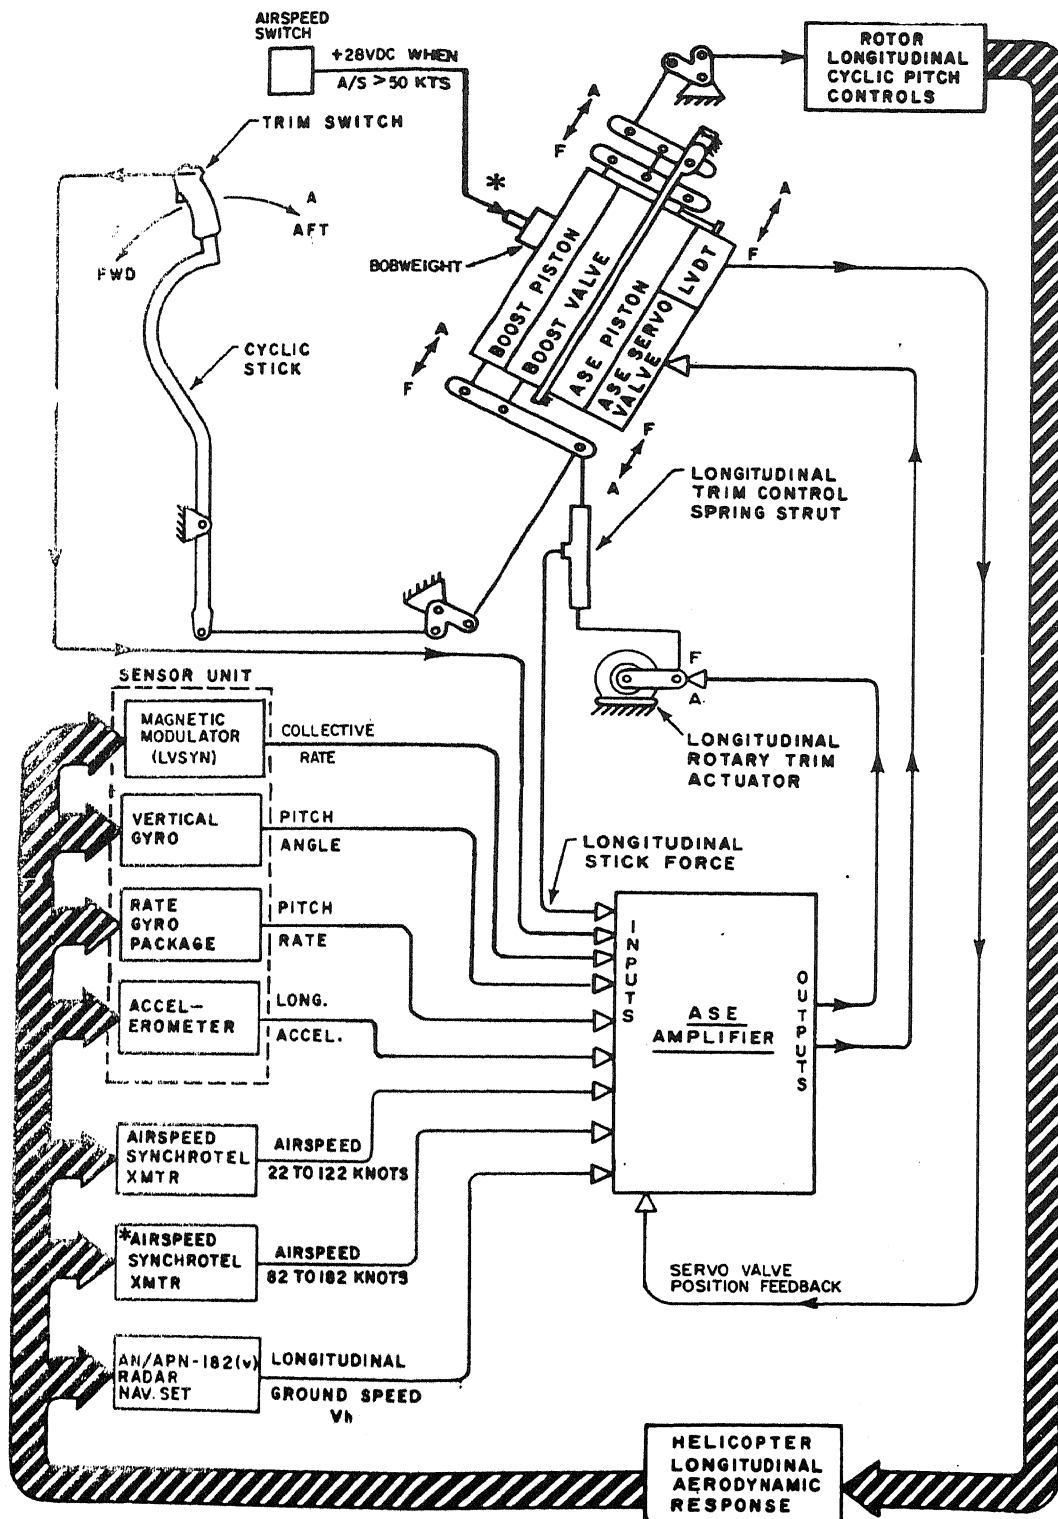 AIRSPEED
SWITCH
+28VDC WHEN
A/S > 50 KTS
ROTOR
LONGITUDINAL
CYCLIC PITCH
CONTROLS
TRIM SWITCH
A
F
*
A
AFT
FWD
BOBWEIGHT
BOOST PISTON
BOOST VALVE
ASE PISTON
ASE SERVO
VALVE
LVDT
A
F
A
F
CYCLIC
STICK
F
A
LONGITUDINAL
TRIM CONTROL
SPRING STRUT
SENSOR UNIT
F
A
MAGNETIC
MODULATOR
(LVSYN)
COLLECTIVE
RATE
LONGITUDINAL
ROTARY TRIM
ACTUATOR
VERTICAL
GYRO
PITCH
ANGLE
LONGITUDINAL
STICK FORCE
RATE
GYRO
PACKAGE
PITCH
RATE
INPUTS
ASE
AMPLIFIER
OUTPUTS
ACCEL-
EROMETER
LONG.
ACCEL.
AIRSPEED
SYNCHROTEL
XMTR
AIRSPEED
22 TO 122 KNOTS
*AIRSPEED
SYNCHROTEL
XMTR
AIRSPEED
82 TO 182 KNOTS
SERVO VALVE
POSITION FEEDBACK
AN/APN-182(v)
RADAR
NAV. SET
LONGITUDINAL
GROUND SPEED
Vh
HELICOPTER
LONGITUDINAL
AERODYNAMIC
RESPONSE